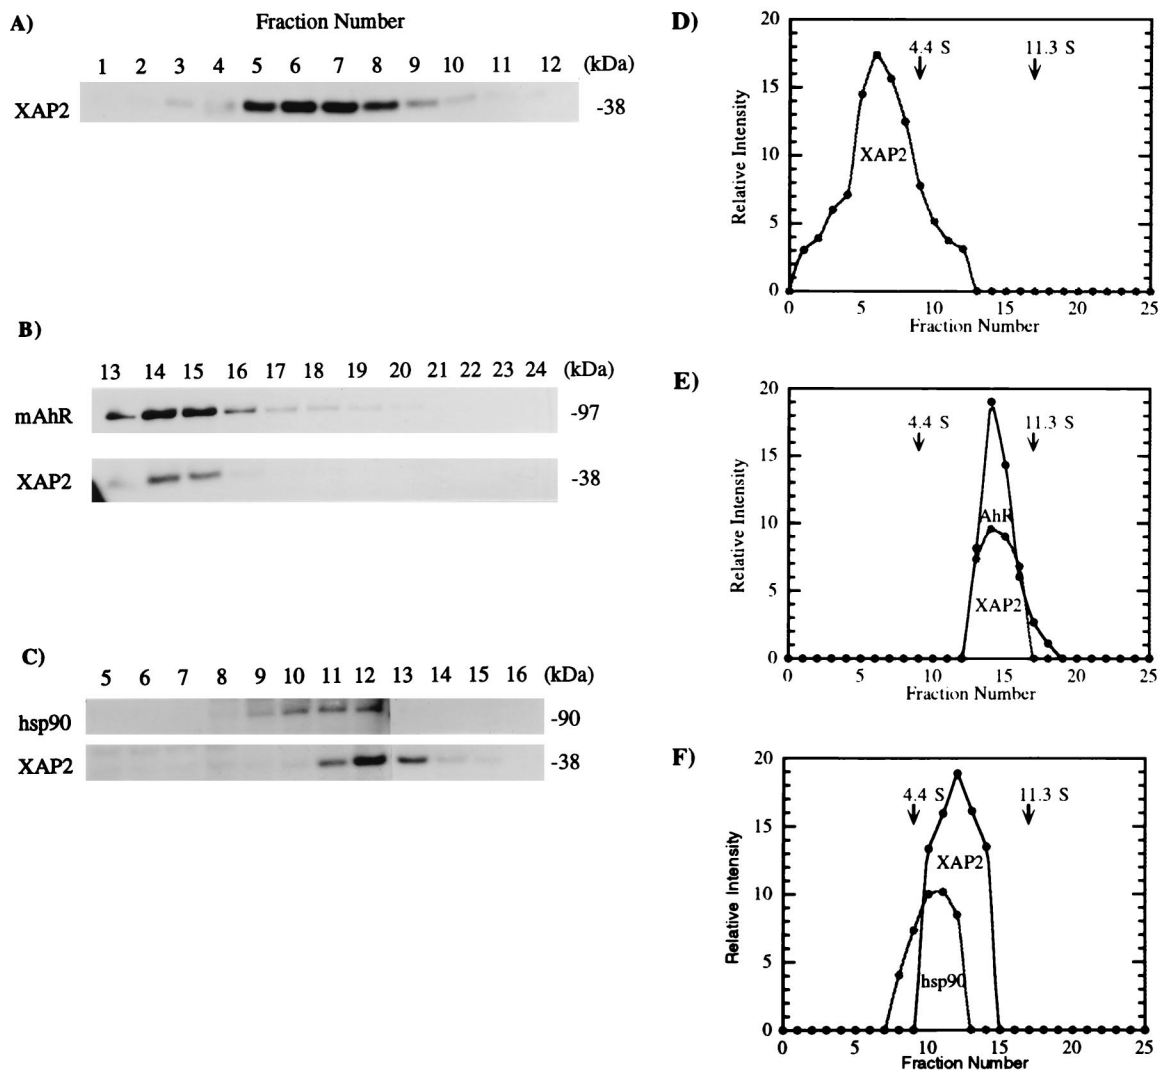 A)
Fraction Number
1 2 3 4 5 6 7 8 9 10 11 12 (kDa)
XAP2 -38
B)
13 14 15 16 17 18 19 20 21 22 23 24 (kDa)
mAhR -97
XAP2 -38
C)
5 6 7 8 9 10 11 12 13 14 15 16 (kDa)
hsp90 -90
XAP2 -38
D)
20
15
10
5
0
Relative Intensity
4.4 S 11.3 S
XAP2
0 5 10 15 20 25
Fraction Number
E)
20
15
10
5
0
Relative Intensity
4.4 S 11.3 S
AhR
XAP2
0 5 10 15 20 25
Fraction Number
F)
20
15
10
5
0
Relative Intensity
4.4 S 11.3 S
XAP2
hsp90
0 5 10 15 20 25
Fraction Number